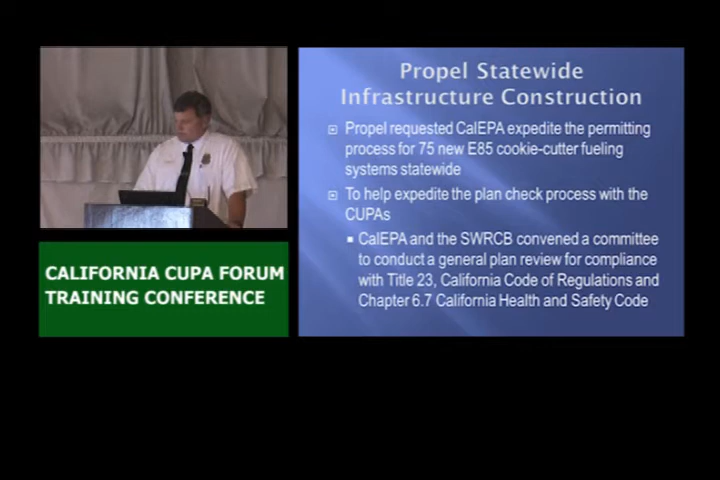 Propel Statewide
Infrastructure Construction
Propel requested CalEPA expedite the permitting
process for 75 new E85 cookie-cutter fueling
systems statewide
To help expedite the plan check process with the
CUPAs
CalEPA and the SWRCB convened a committee
to conduct a general plan review for compliance
with Title 23, California Code of Regulations and
Chapter 6.7 California Health and Safety Code
CALIFORNIA CUPA FORUM
TRAINING CONFERENCE